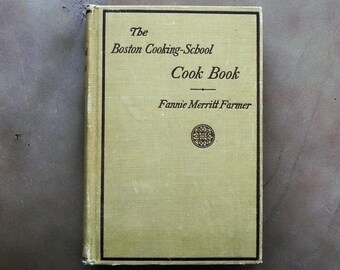 The
Boston Cooking-School
Cook Book
Fannie Merritt Farmer